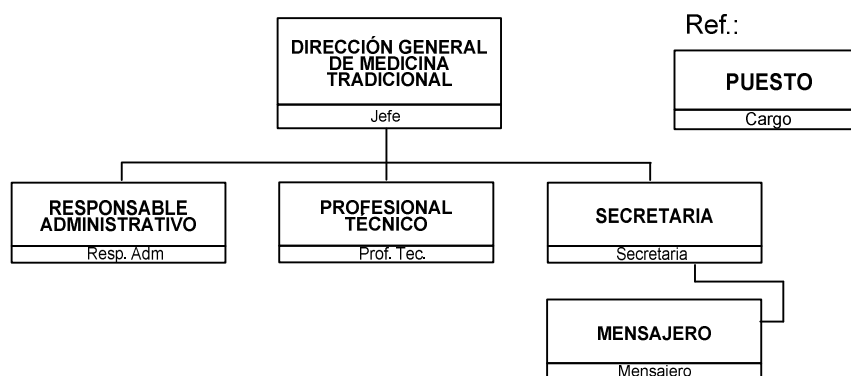 DIRECCIÓN GENERAL
DE MEDICINA
TRADICIONAL
Jefe
Ref.:
PUESTO
Cargo
RESPONSABLE
ADMINISTRATIVO
Resp. Adm
PROFESIONAL
TÉCNICO
Prof. Tec.
SECRETARIA
Secretaria
MENSAJERO
Mensajero